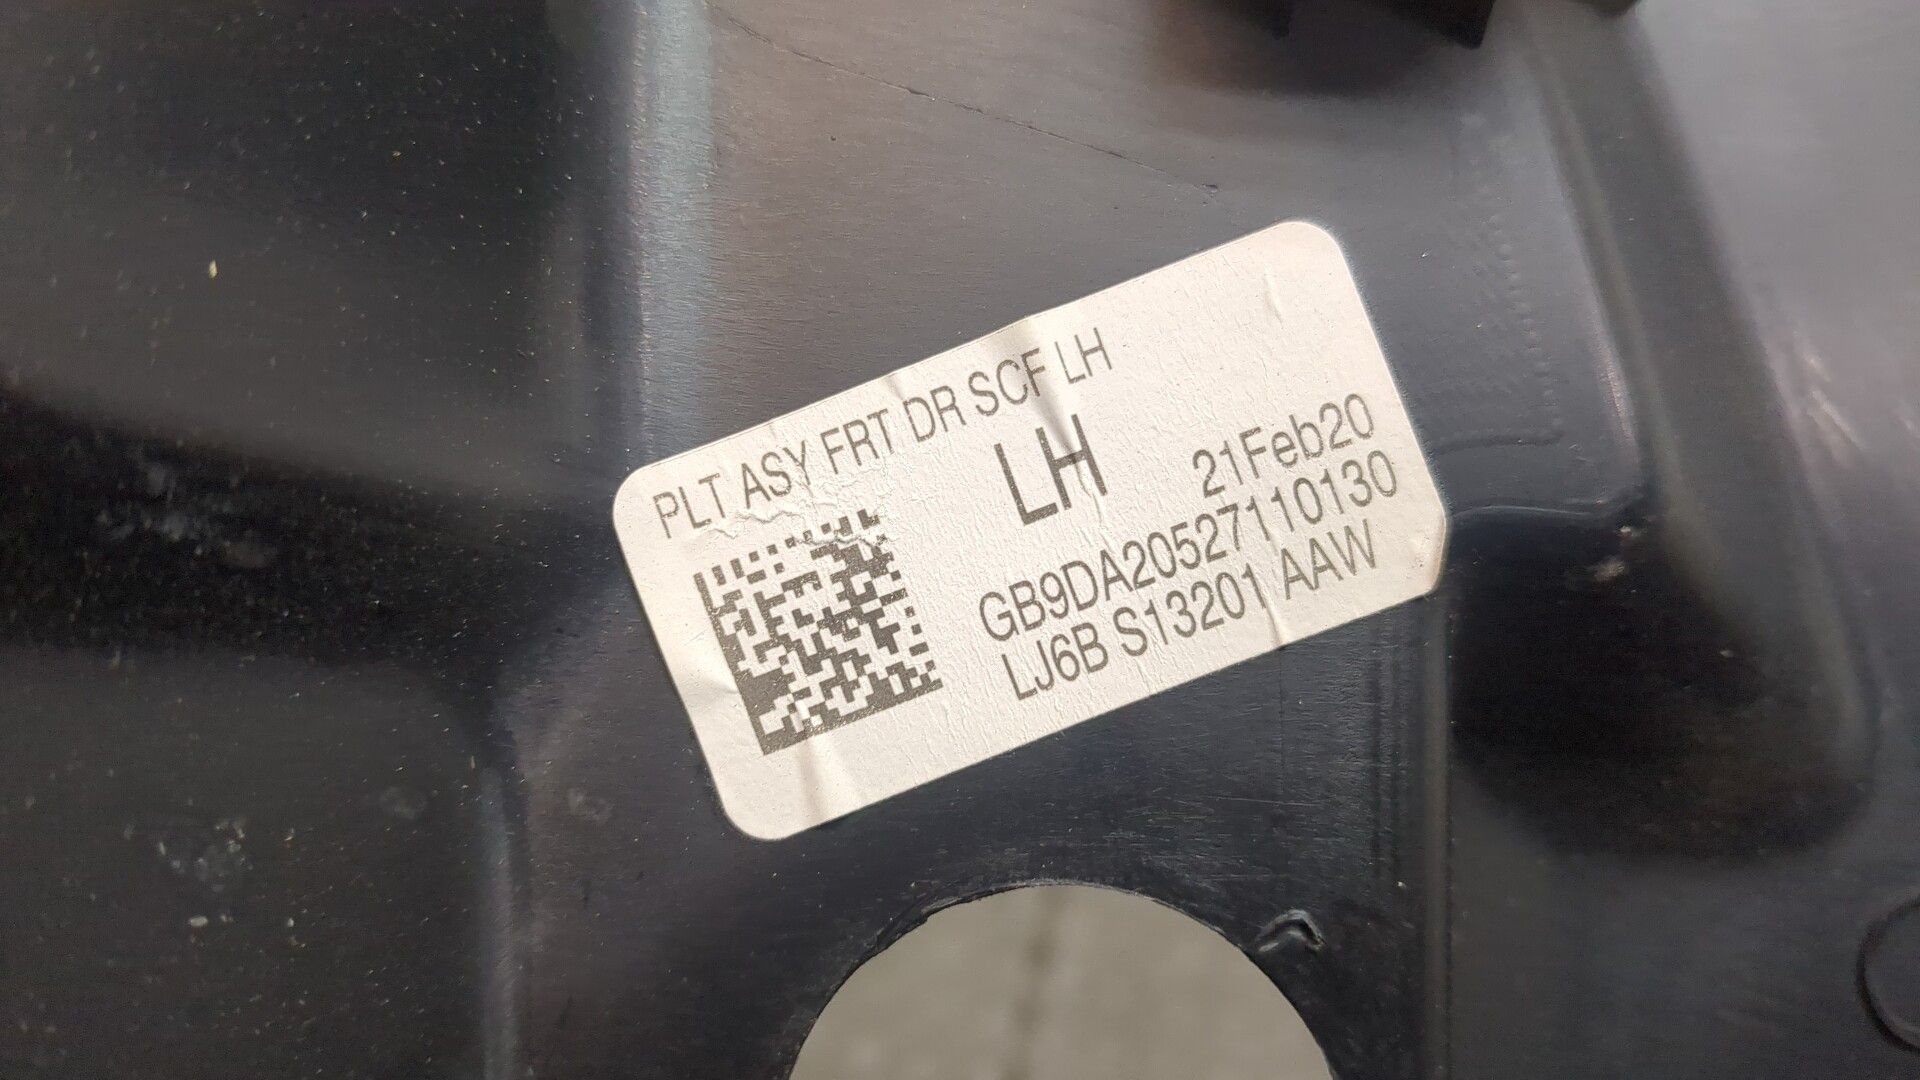 PLT ASY FRT DR SCF LH
LH
21Feb20
GB9DA20527110130
LJ6B S13201 AAW